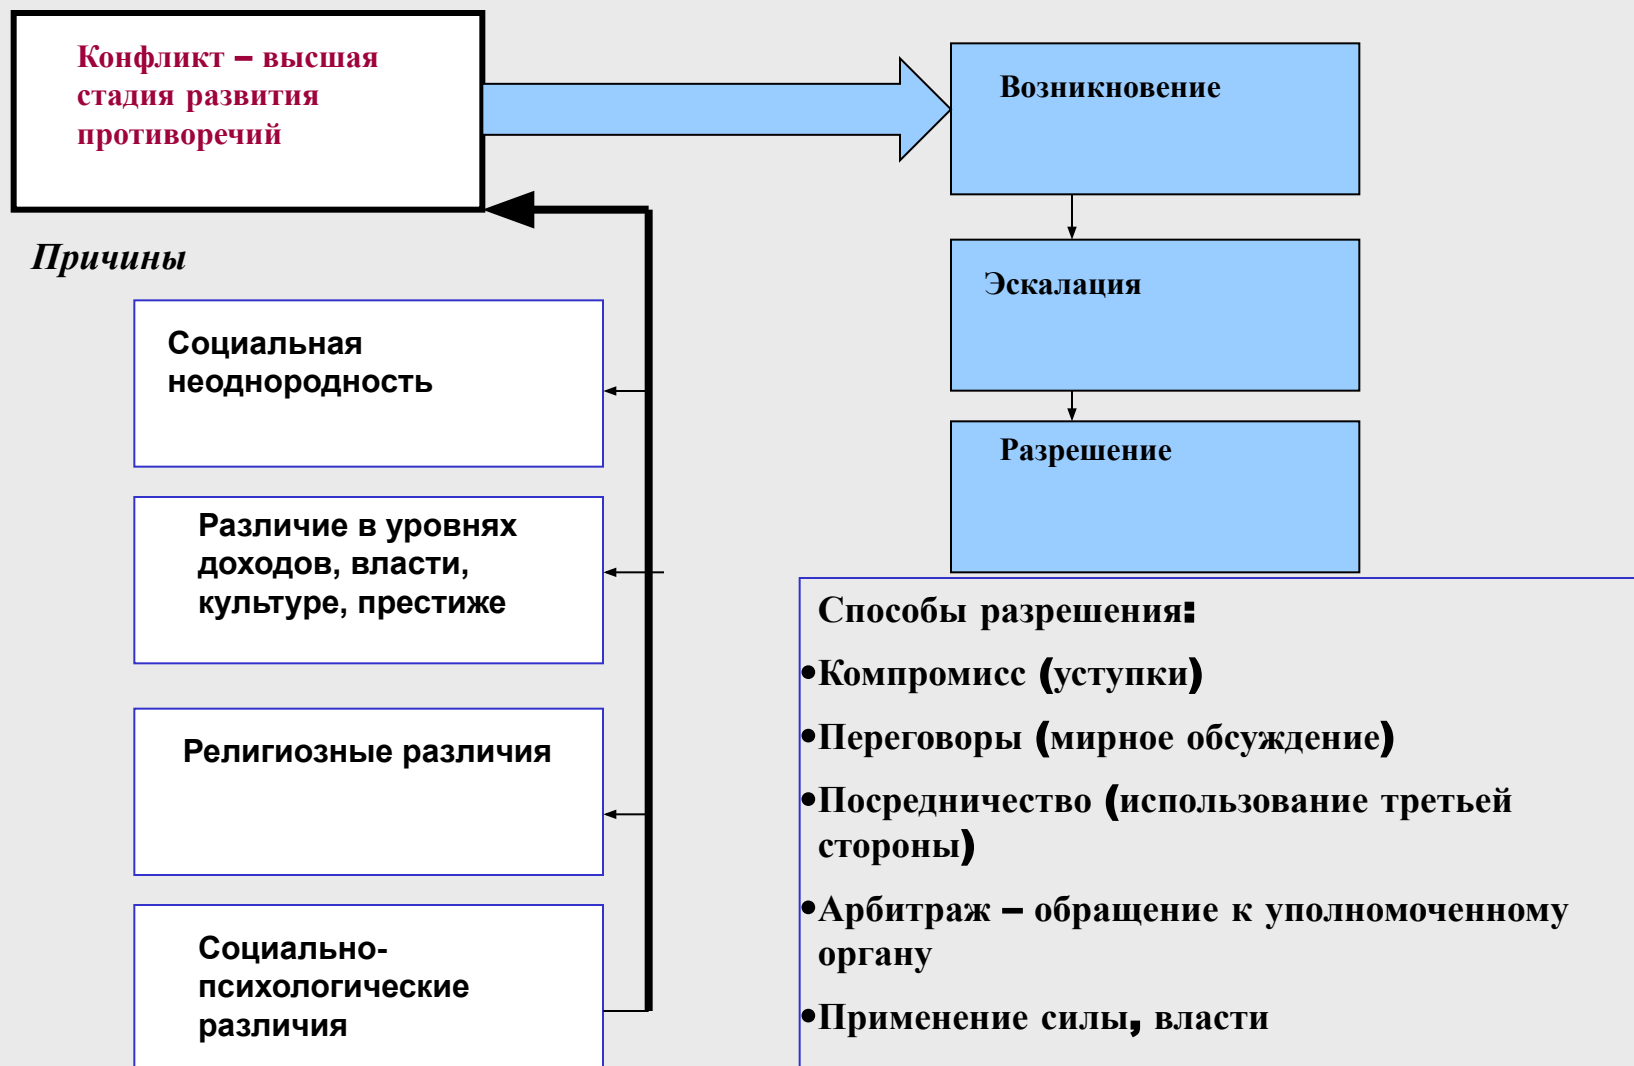 Конфликт – высшая
стадия развития
противоречий
Причины
Социальная
неоднородность
Различие в уровнях
доходов, власти,
культуре, престиже
Религиозные различия
Социально-
психологические
различия
Возникновение
Эскалация
Разрешение
Способы разрешения:
•Компромисс (уступки)
•Переговоры (мирное обсуждение)
•Посредничество (использование третьей
стороны)
•Арбитраж – обращение к уполномоченному
органу
•Применение силы, власти